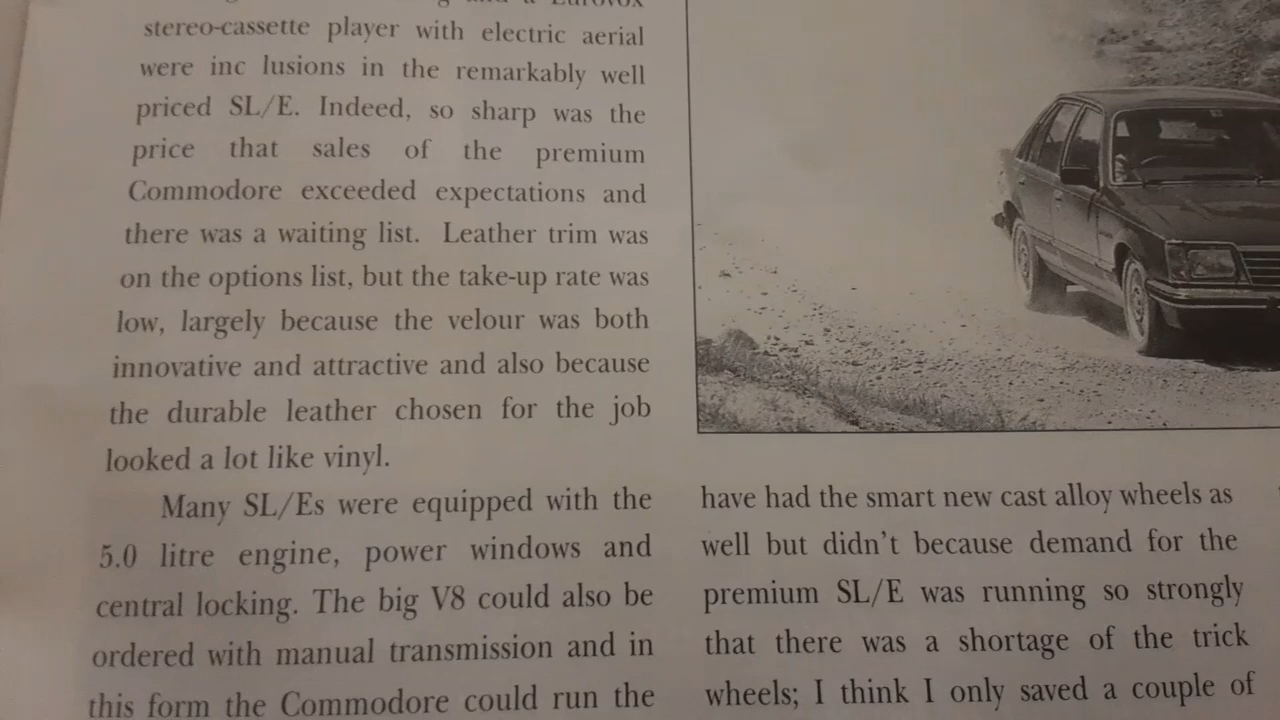 and a Eurovox
stereo-cassette player with electric aerial
were inc lusions in the remarkably well
priced SL/E. Indeed, so sharp was the
price that sales of the premium
Commodore exceeded expectations and
there was a waiting list. Leather trim was
on the options list, but the take-up rate was
low, largely because the velour was both
innovative and attractive and also because
the durable leather chosen for the job
looked a lot like vinyl.
Many SL/Es were equipped with the
5.0 litre engine, power windows and
central locking. The big V8 could also be
ordered with manual transmission and in
this form the Commodore could run the
have had the smart new cast alloy wheels as
well but didn't because demand for the
premium SL/E was running so strongly
that there was a shortage of the trick
wheels; I think I only saved a couple of